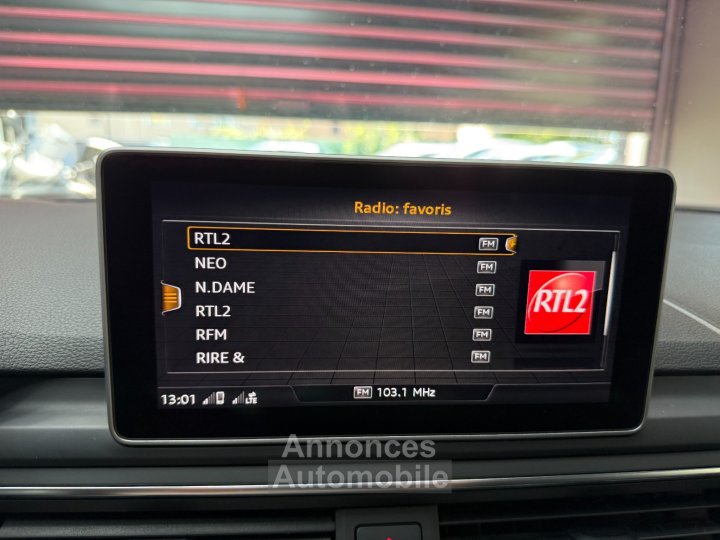 Radio: favoris
RTL2 FM
NEO FM
N.DAME FM
RTL2 FM
RFM FM
RIRE & FM
RTL2
13:01 LTE FM 103.1 MHz
Annonces
Automobile